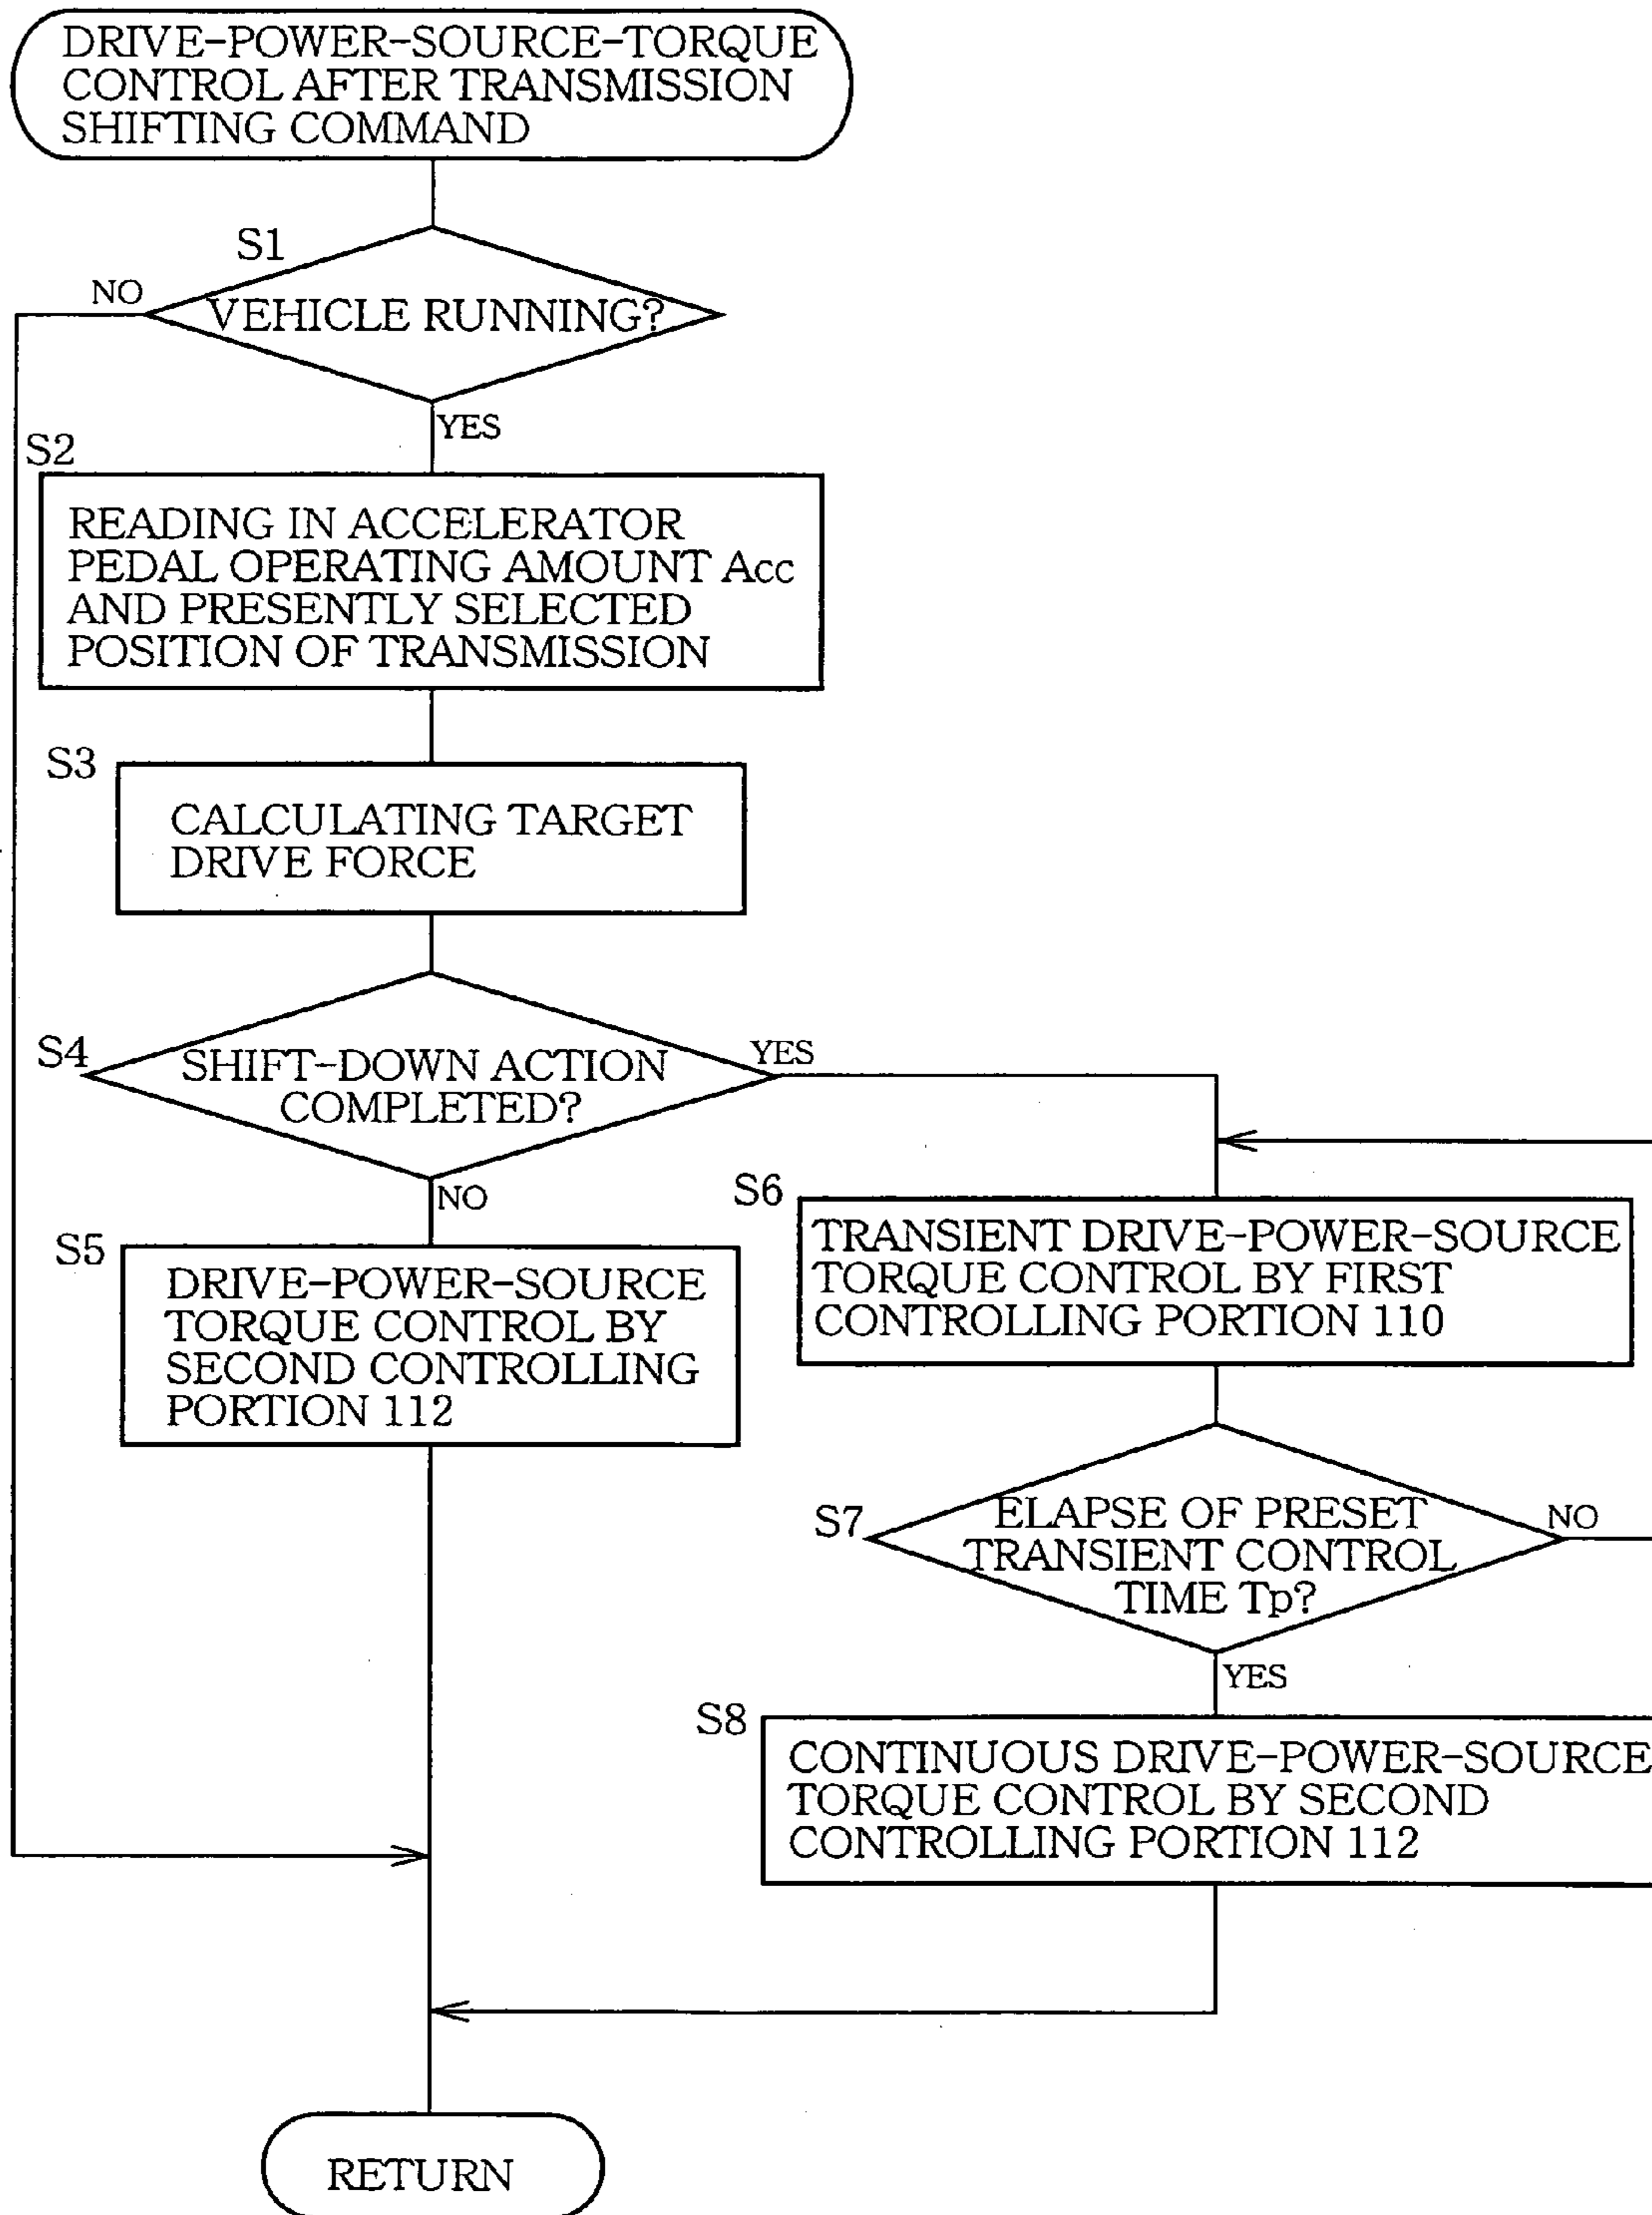 DRIVE-POWER-SOURCE-TORQUE
CONTROL AFTER TRANSMISSION
SHIFTING COMMAND
S1
NO
VEHICLE RUNNING?
YES
S2
READING IN ACCELERATOR
PEDAL OPERATING AMOUNT Acc
AND PRESENTLY SELECTED
POSITION OF TRANSMISSION
S3
CALCULATING TARGET
DRIVE FORCE
S4
SHIFT-DOWN ACTION
COMPLETED?
YES
NO
S5
DRIVE-POWER-SOURCE
TORQUE CONTROL BY
SECOND CONTROLLING
PORTION 112
S6
TRANSIENT DRIVE-POWER-SOURCE
TORQUE CONTROL BY FIRST
CONTROLLING PORTION 110
S7
ELAPSE OF PRESET
TRANSIENT CONTROL
TIME Tp?
NO
YES
S8
CONTINUOUS DRIVE-POWER-SOURCE
TORQUE CONTROL BY SECOND
CONTROLLING PORTION 112
RETURN